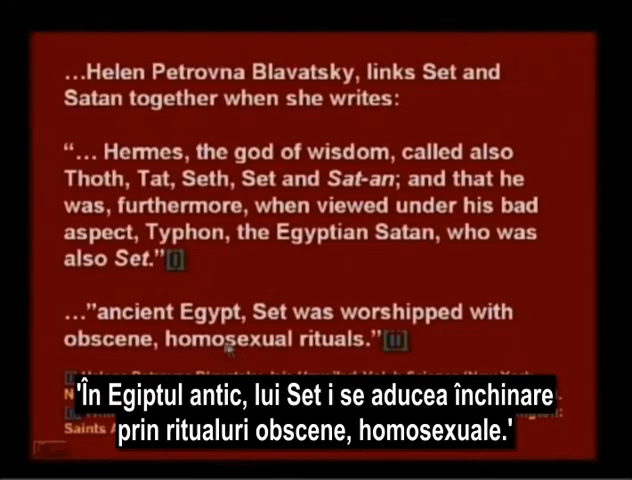 …Helen Petrovna Blavatsky, links Set and
Satan together when she writes:
“… Hermes, the god of wisdom, called also
Thoth, Tat, Seth, Set and Sat-an; and that he
was, furthermore, when viewed under his bad
aspect, Typhon, the Egyptian Satan, who was
also Set.”[i]
…”ancient Egypt, Set was worshipped with
obscene, homosexual rituals.”[ii]
'În Egiptul antic, lui Set i se aducea închinare
Saints
prin ritualuri obscene, homosexuale.'